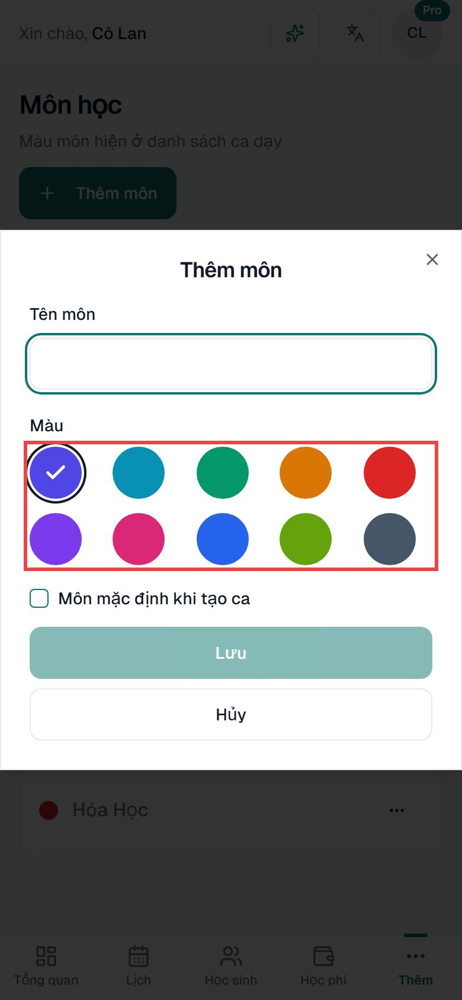 Xin chào, Cô Lan
Pro
CL
Môn học
Màu môn hiện ở danh sách ca dạy
Thêm môn
Thêm môn
Tên môn
Màu
Môn mặc định khi tạo ca
Lưu
Hủy
Hóa Học
Tổng quan
Lịch
Học sinh
Học phí
Thêm